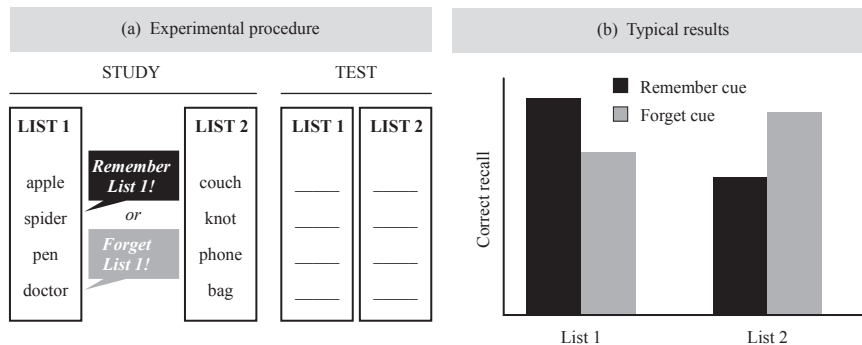 (a) Experimental procedure
STUDY
TEST
LIST 1
apple
spider
pen
doctor
Remember
List 1!
or
Forget
List 1!
LIST 2
couch
knot
phone
bag
LIST 1
LIST 2
(b) Typical results
Remember cue
Forget cue
Correct recall
List 1
List 2